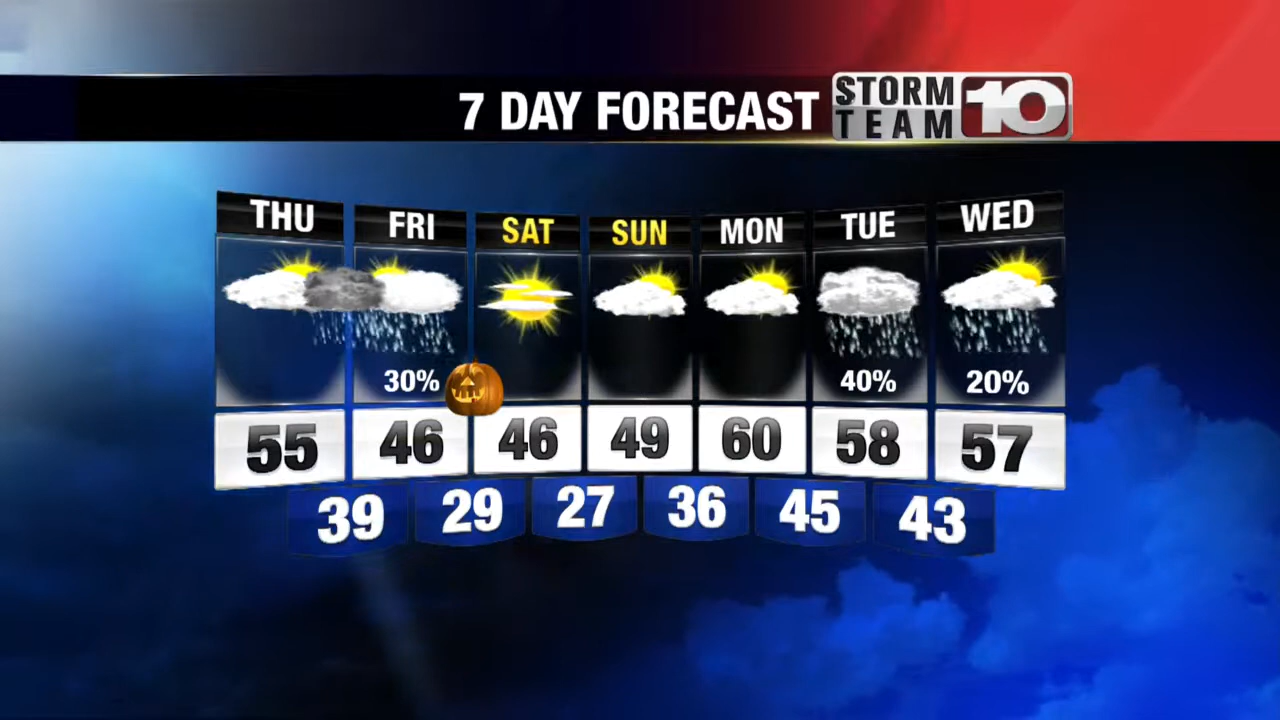 7 DAY FORECAST
STORM TEAM 10
THU FRI SAT SUN MON TUE WED
30% 40% 20%
55 46 46 49 60 58 57
39 29 27 36 45 43